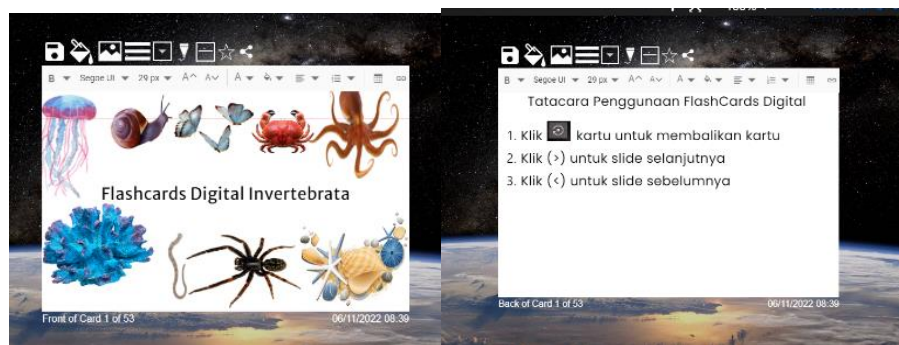 B Segoe UI 29 px A^ A˅ A
Flashcards Digital Invertebrata
Front of Card 1 of 53
06/11/2022 08:39
B Segoe UI 29 px A^ A˅ A
Tatacara Penggunaan FlashCards Digital
1. Klik kartu untuk membalikan kartu
2. Klik (>) untuk slide selanjutnya
3. Klik (<) untuk slide sebelumnya
Back of Card 1 of 53
06/11/2022 08:39